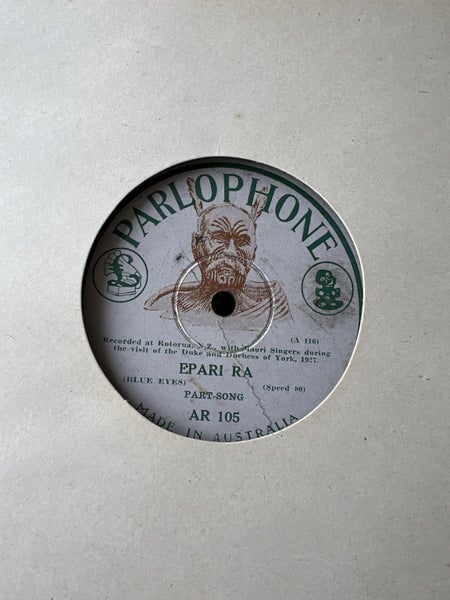 PARLOPHONE
(A 116)
Recorded at Rotorua, N.Z., with Maori Singers during
the visit of the Duke and Duchess of York, 1927.
EPARI RA
(BLUE EYES)
(Speed 80)
PART-SONG
AR 105
MADE IN AUSTRALIA